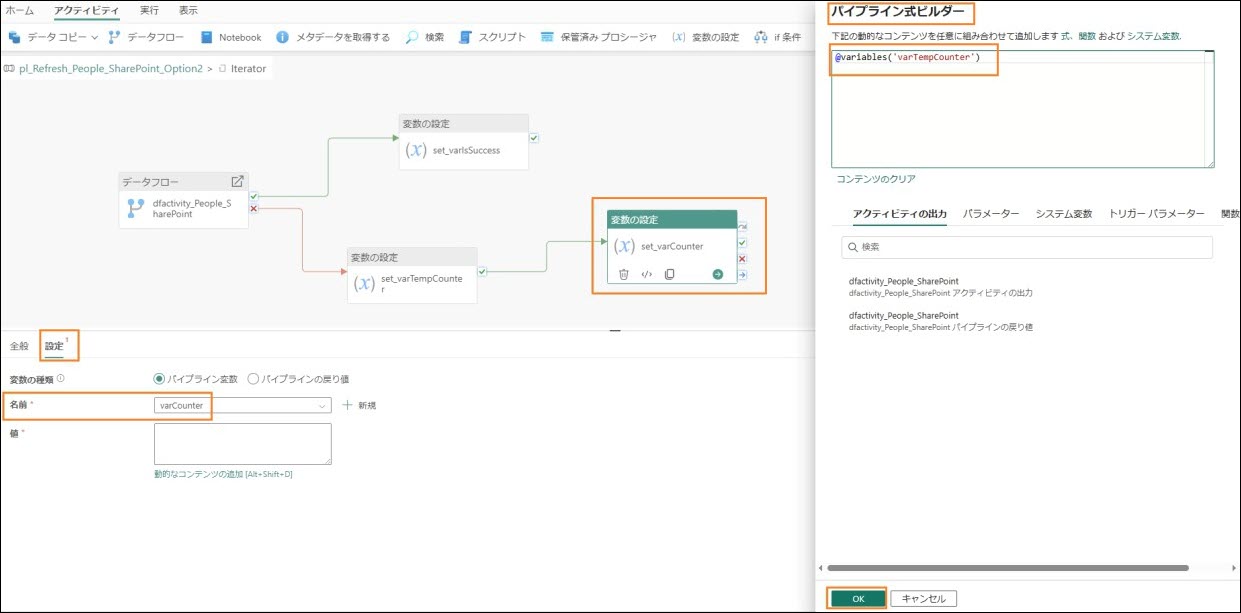 ホーム アクティビティ 実行 表示
データ コピー データフロー Notebook メタデータを取得する 検索 スクリプト 保管済み プロシージャ 変数の設定 if 条件
pl_Refresh_People_SharePoint_Option2 > Iterator
変数の設定
(x) set_varIsSuccess
データフロー
dfactivity_People_S
harePoint
変数の設定
(x) set_varTempCounte
r
変数の設定
(x) set_varCounter
全般 設定 1
変数の種類 パイプライン変数 パイプラインの戻り値
名前 * varCounter 新規
値 *
動的なコンテンツの追加 [Alt+Shift+D]
パイプライン式ビルダー
下記の動的なコンテンツを任意に組み合わせて追加します 式、関数 および システム変数.
@variables('varTempCounter')
コンテンツのクリア
アクティビティの出力 パラメーター システム変数 トリガー パラメーター 関数
検索
dfactivity_People_SharePoint
dfactivity_People_SharePoint アクティビティの出力
dfactivity_People_SharePoint
dfactivity_People_SharePoint パイプラインの戻り値
OK キャンセル